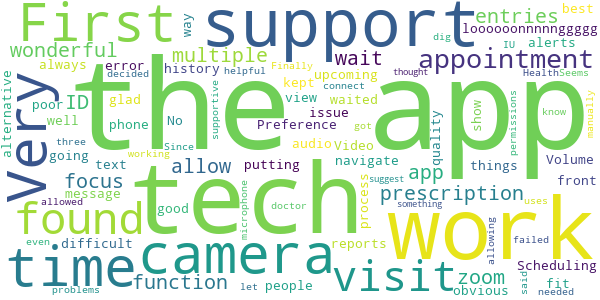 First
support
entries
best
looooonnnnnggggg
way
wonderful
multiple
wait
appointment
dig
IU
alerts
always
error
history
the app
decided
helpful
Finally
upcoming
connect
thought
HealthSeems
alternative
poor
ID
glad
kept
view
waited
issue
Very
well
phone
No
supportive
Preference
got
show
permissions
know
manually
three
going
text
Since
tech
audio
Video
quality
working
allow
putting
navigate
app
things
Volume
focus
message
process
prescription
front
allowed
found
good
microphone
doctor
suggest
something
work
uses
even
difficult
camera
reports
time
function
visit
zoom
allowing
failed
Scheduling
problems
let
people
obvious
said
needed
fit